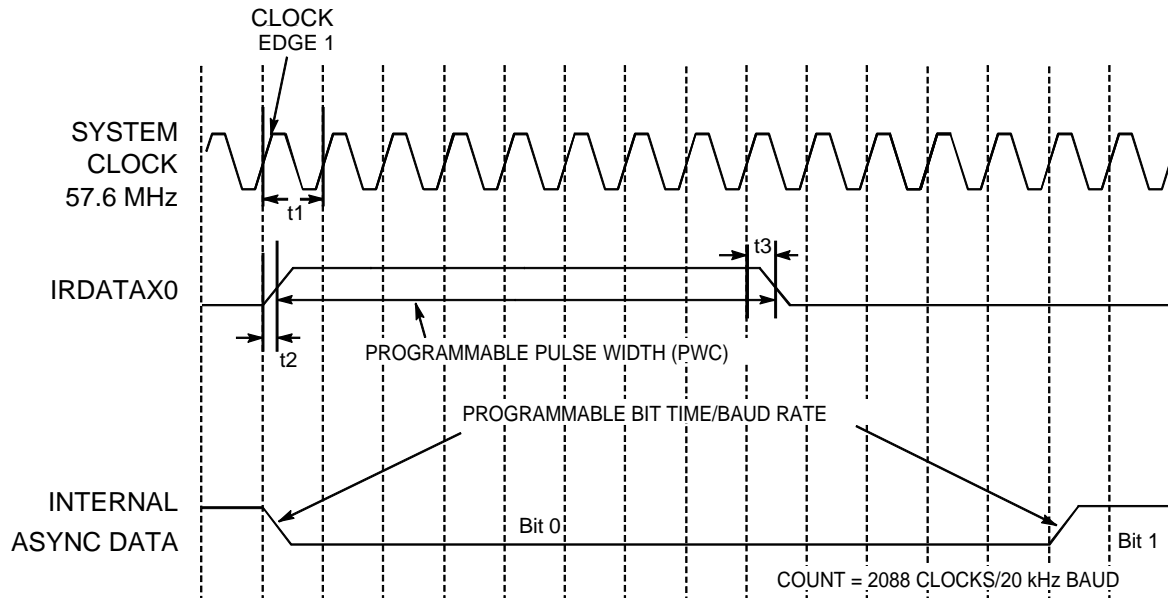 CLOCK
EDGE 1
SYSTEM
CLOCK
57.6 MHz
t1
t3
IRDATAX0
t2
PROGRAMMABLE PULSE WIDTH (PWC)
PROGRAMMABLE BIT TIME/BAUD RATE
INTERNAL
ASYNC DATA
Bit 0
Bit 1
COUNT = 2088 CLOCKS/20 kHz BAUD